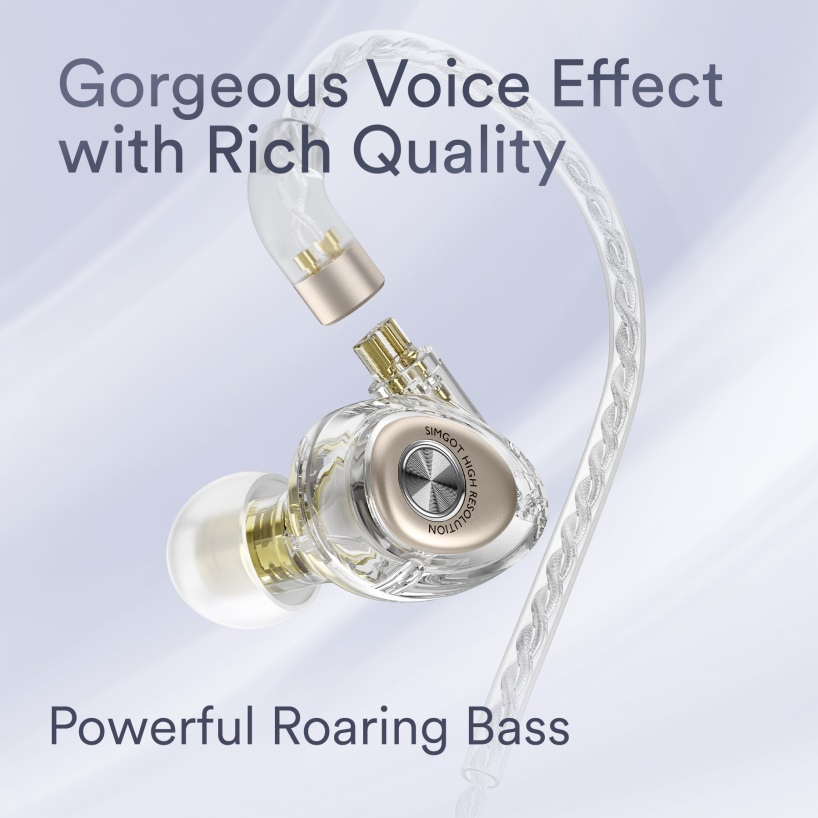 Gorgeous Voice Effect
with Rich Quality
SIMGOT HIGH RESOLUTION
Powerful Roaring Bass